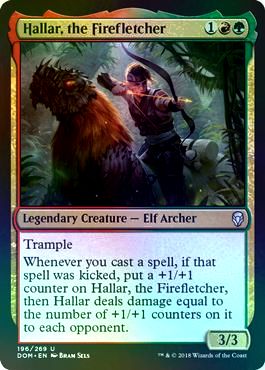 Hallar, the Firefletcher 1
Legendary Creature — Elf Archer
Trample
Whenever you cast a spell, if that
spell was kicked, put a +1/+1
counter on Hallar, the Firefletcher,
then Hallar deals damage equal to
the number of +1/+1 counters on it
to each opponent.
3/3
196/269 U
DOM • EN Bram Sels
™ & © 2018 Wizards of the Coast